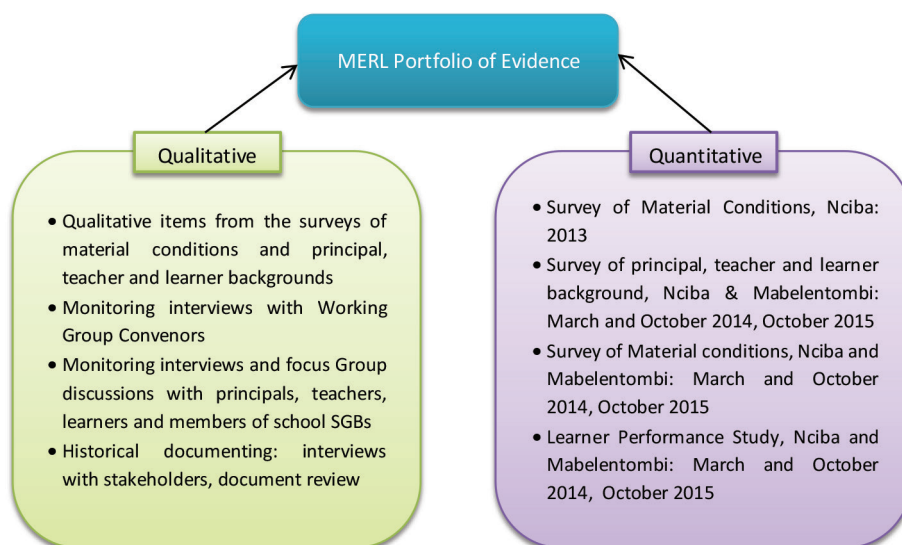 MERL Portfolio of Evidence
Qualitative
• Qualitative items from the surveys of
material conditions and principal,
teacher and learner backgrounds
• Monitoring interviews with Working
Group Convenors
• Monitoring interviews and focus Group
discussions with principals, teachers,
learners and members of school SGBs
• Historical documenting: interviews
with stakeholders, document review
Quantitative
• Survey of Material Conditions, Nciba:
2013
• Survey of principal, teacher and learner
background, Nciba & Mabelentombi:
March and October 2014, October 2015
• Survey of Material conditions, Nciba and
Mabelentombi: March and October
2014, October 2015
• Learner Performance Study, Nciba and
Mabelentombi: March and October
2014, October 2015